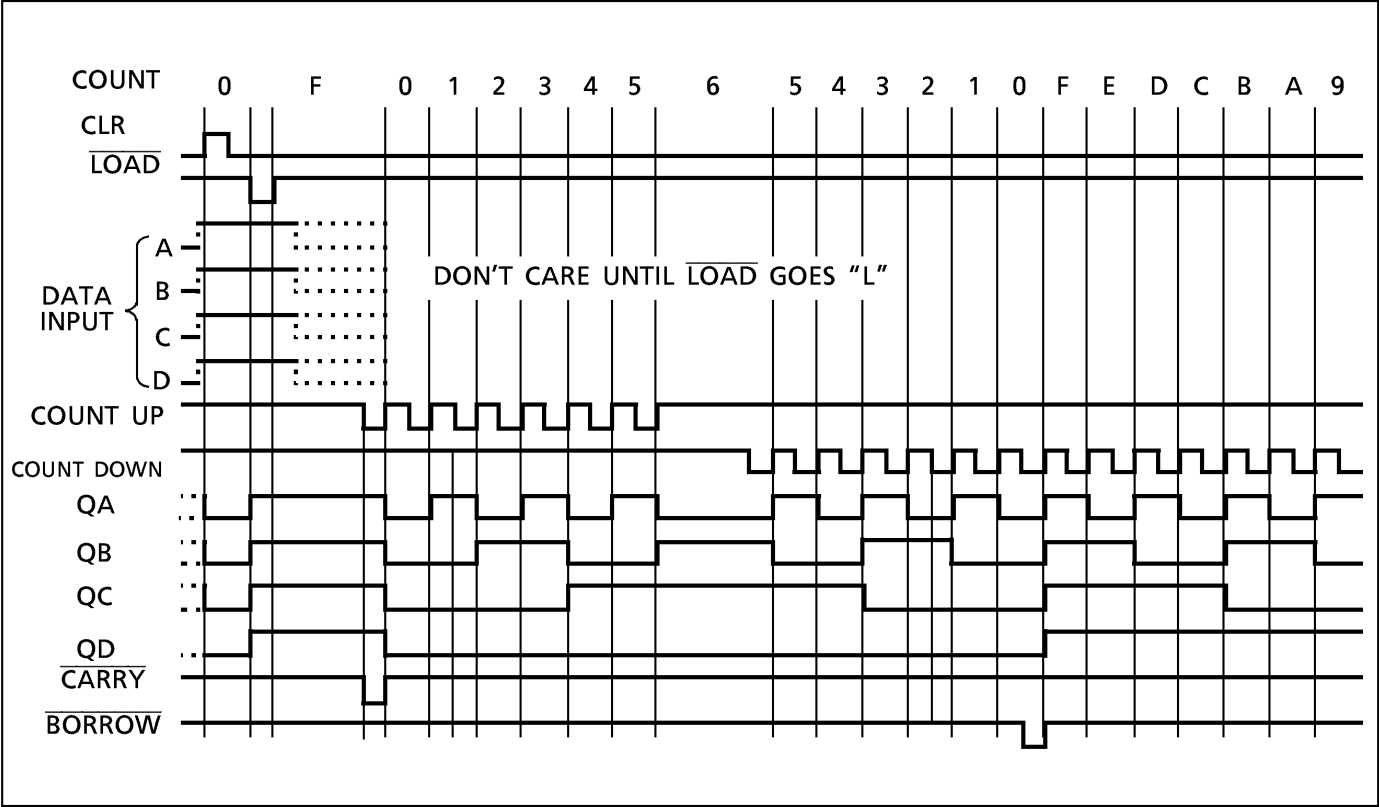 COUNT 0 F 0 1 2 3 4 5 6 5 4 3 2 1 0 F E D C B A 9
CLR
LOAD
A
B
DATA INPUT
C
D
DON'T CARE UNTIL LOAD GOES "L"
COUNT UP
COUNT DOWN
QA
QB
QC
QD
CARRY
BORROW